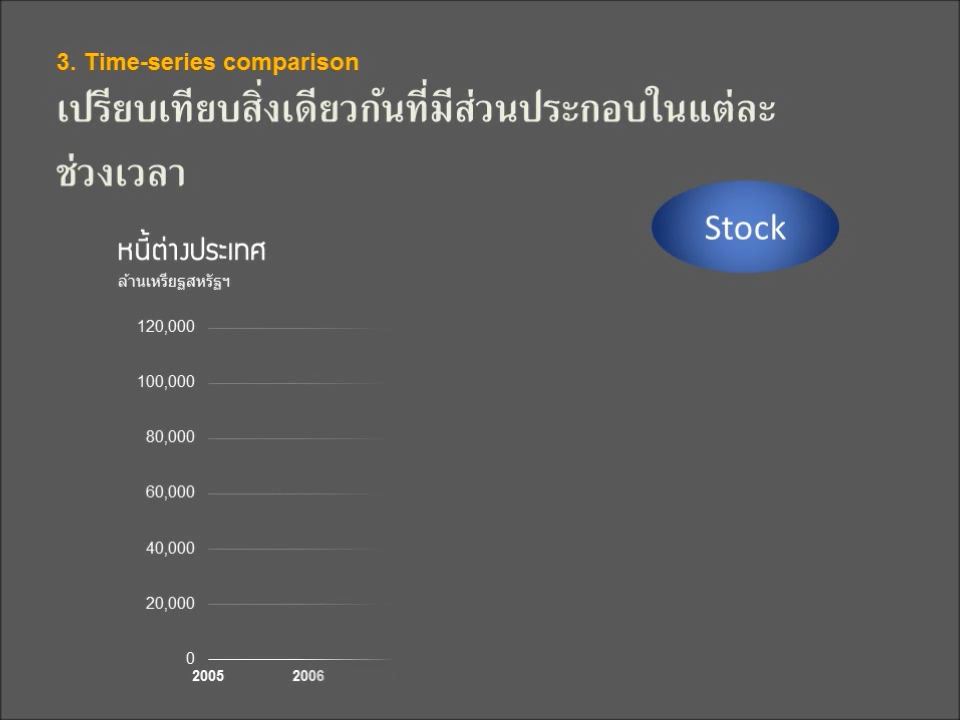 3. Time-series comparison
เปรียบเทียบสิ่งเดียวกันที่มีส่วนประกอบในแต่ละ
ช่วงเวลา
Stock
หนี้ต่างประเทศ
ล้านเหรียฐสหรัฐฯ
120,000
100,000
80,000
60,000
40,000
20,000
0
2005 2006